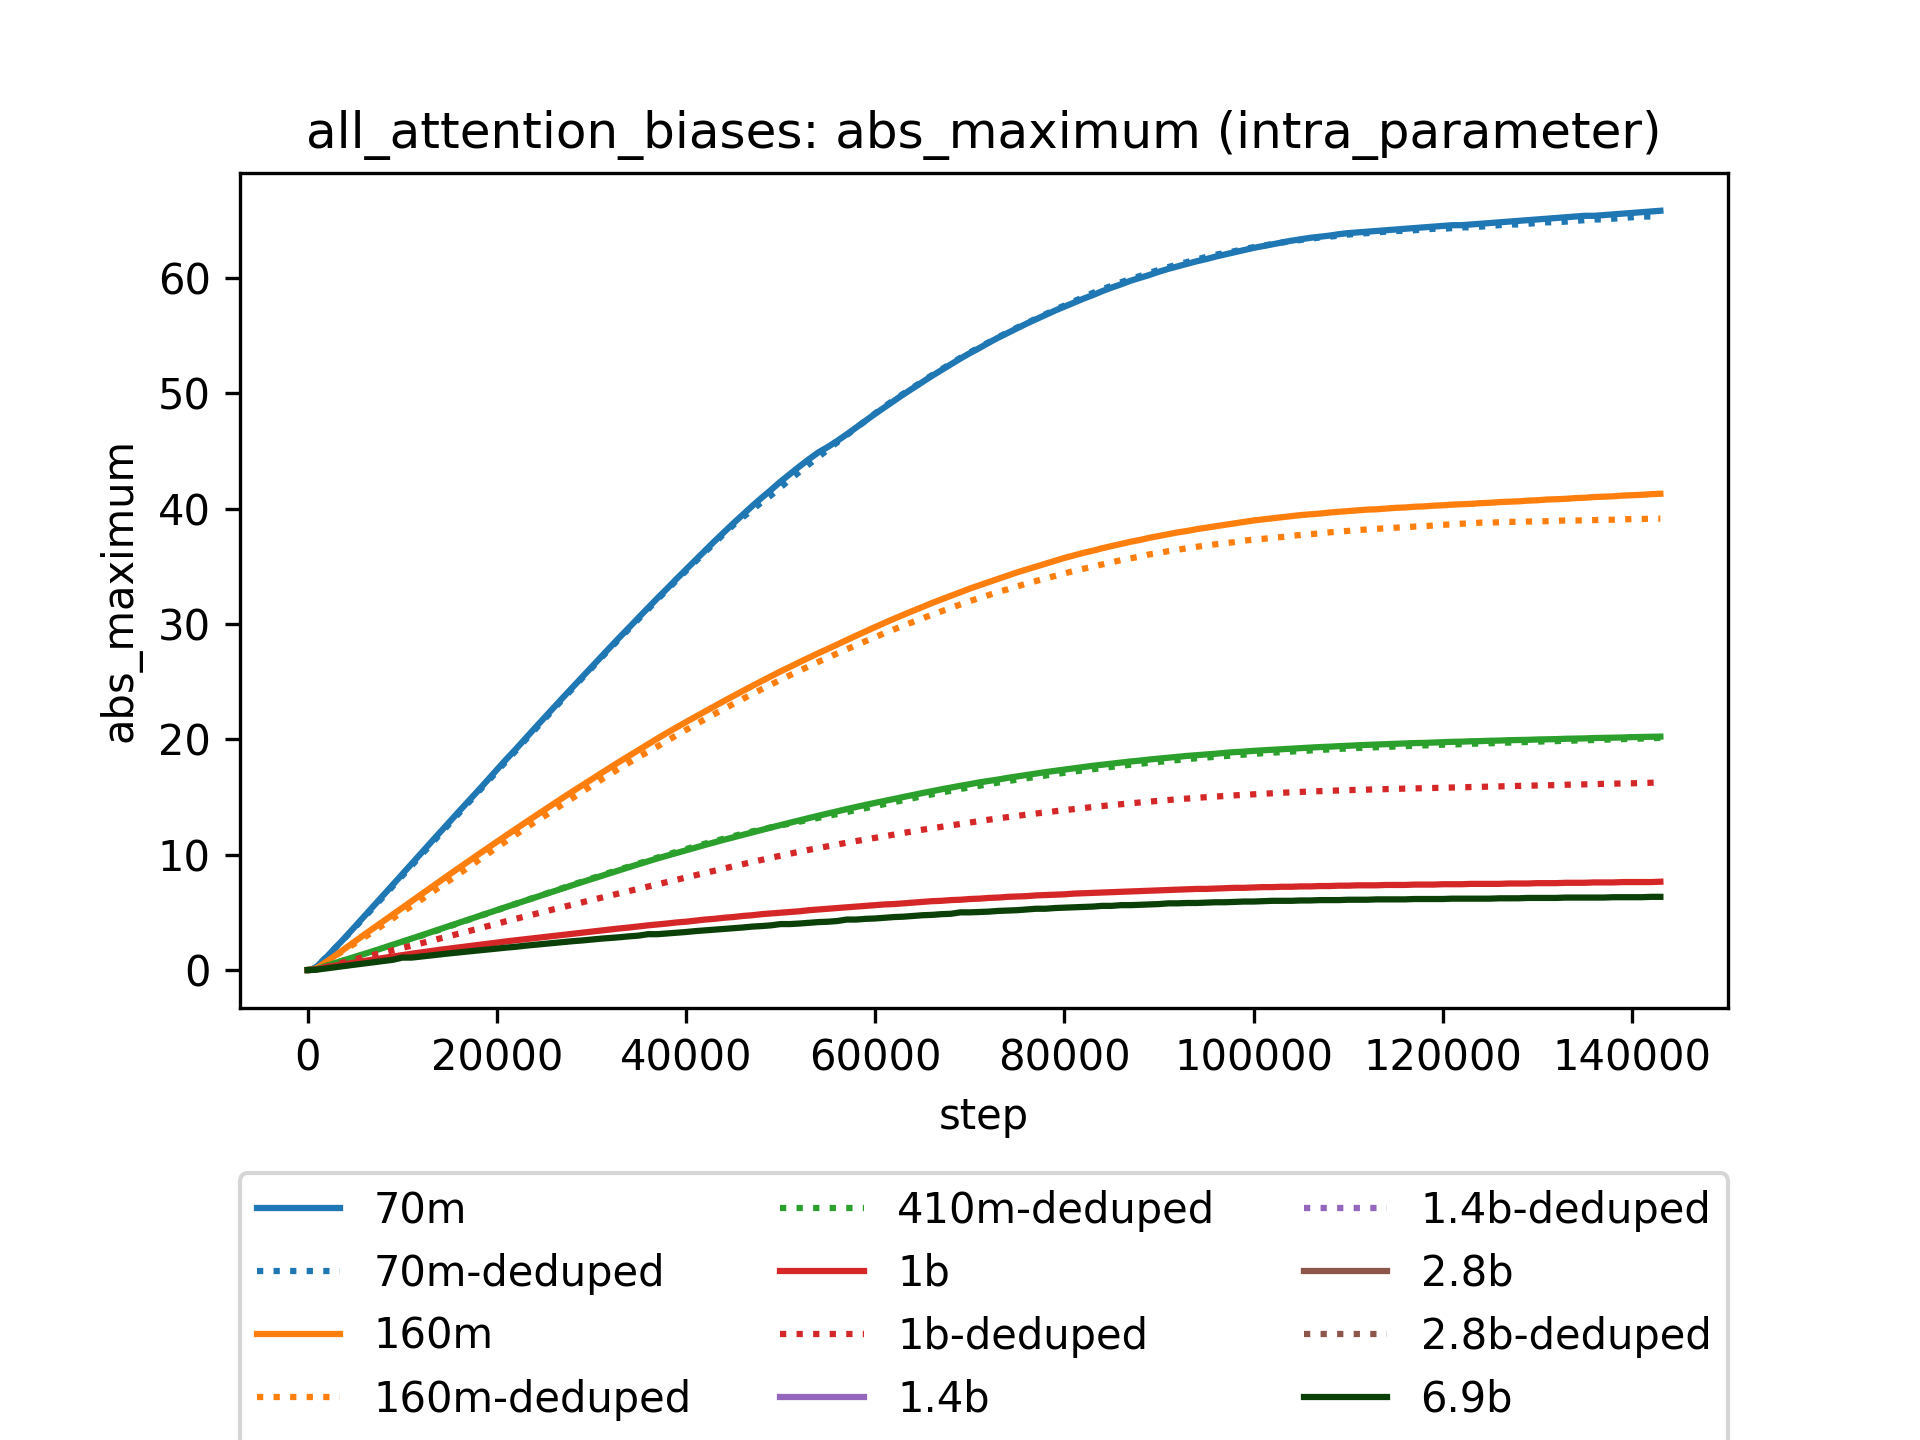 all_attention_biases: abs_maximum (intra_parameter)
abs_maximum
60
50
40
30
20
10
0
0 20000 40000 60000 80000 100000 120000 140000
step
70m
70m-deduped
160m
160m-deduped
410m-deduped
1b
1b-deduped
1.4b
1.4b-deduped
2.8b
2.8b-deduped
6.9b